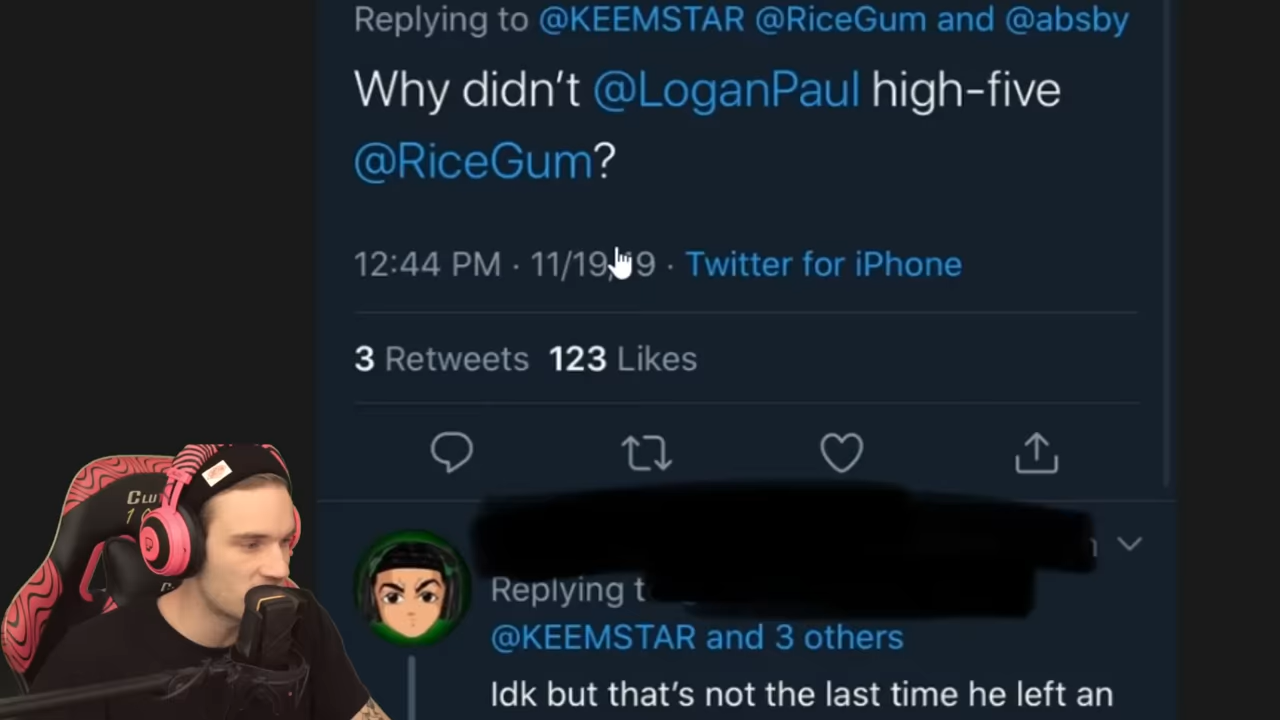 Replying to @KEEMSTAR @RiceGum and @absby
Why didn't @LoganPaul high-five
@RiceGum?
12:44 PM · 11/19/19 · Twitter for iPhone
3 Retweets 123 Likes
Replying t
@KEEMSTAR and 3 others
Idk but that's not the last time he left an